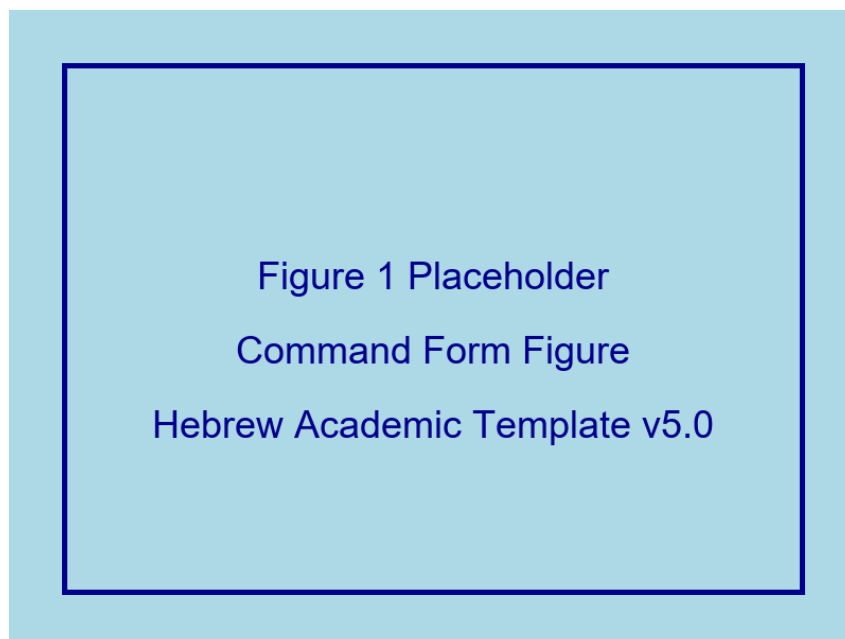 Figure 1 Placeholder
Command Form Figure
Hebrew Academic Template v5.0